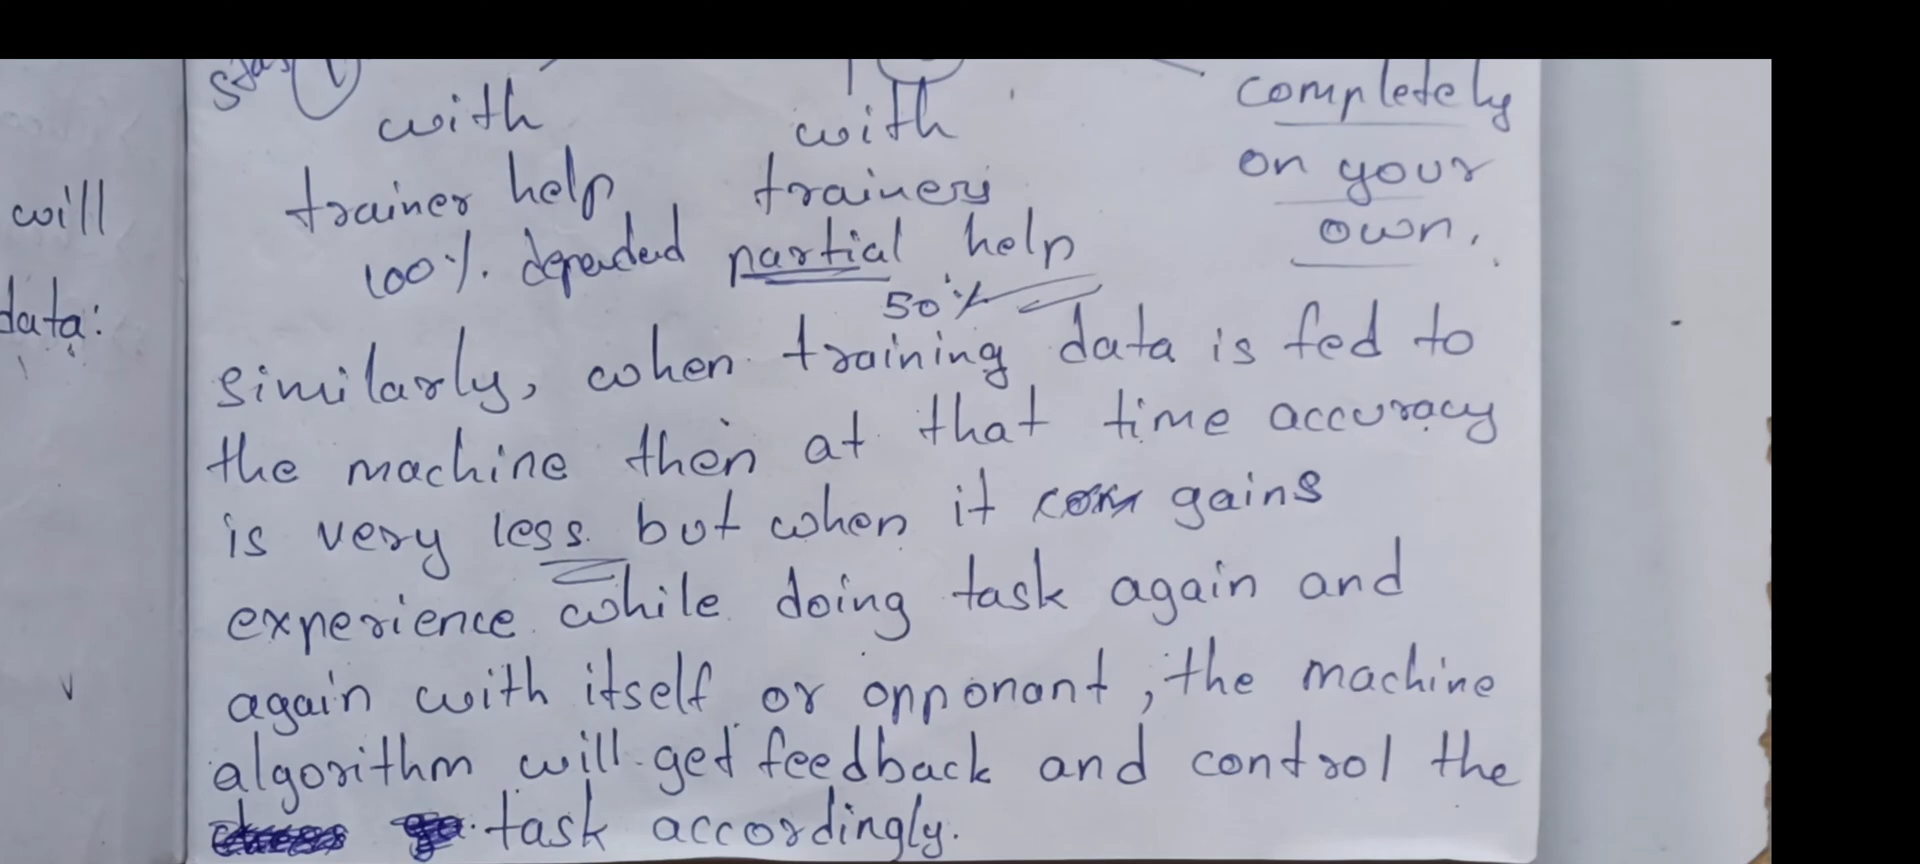 with
trainer help
100%. depended
with
trainers
partial help
50%
completely
on your
own.
will
data:
similarly, when training data is fed to
the machine then at that time accuracy
is very less but when it gains
experience while doing task again and
again with itself or opponant, the machine
algorithm will get feedback and control the
task accordingly.